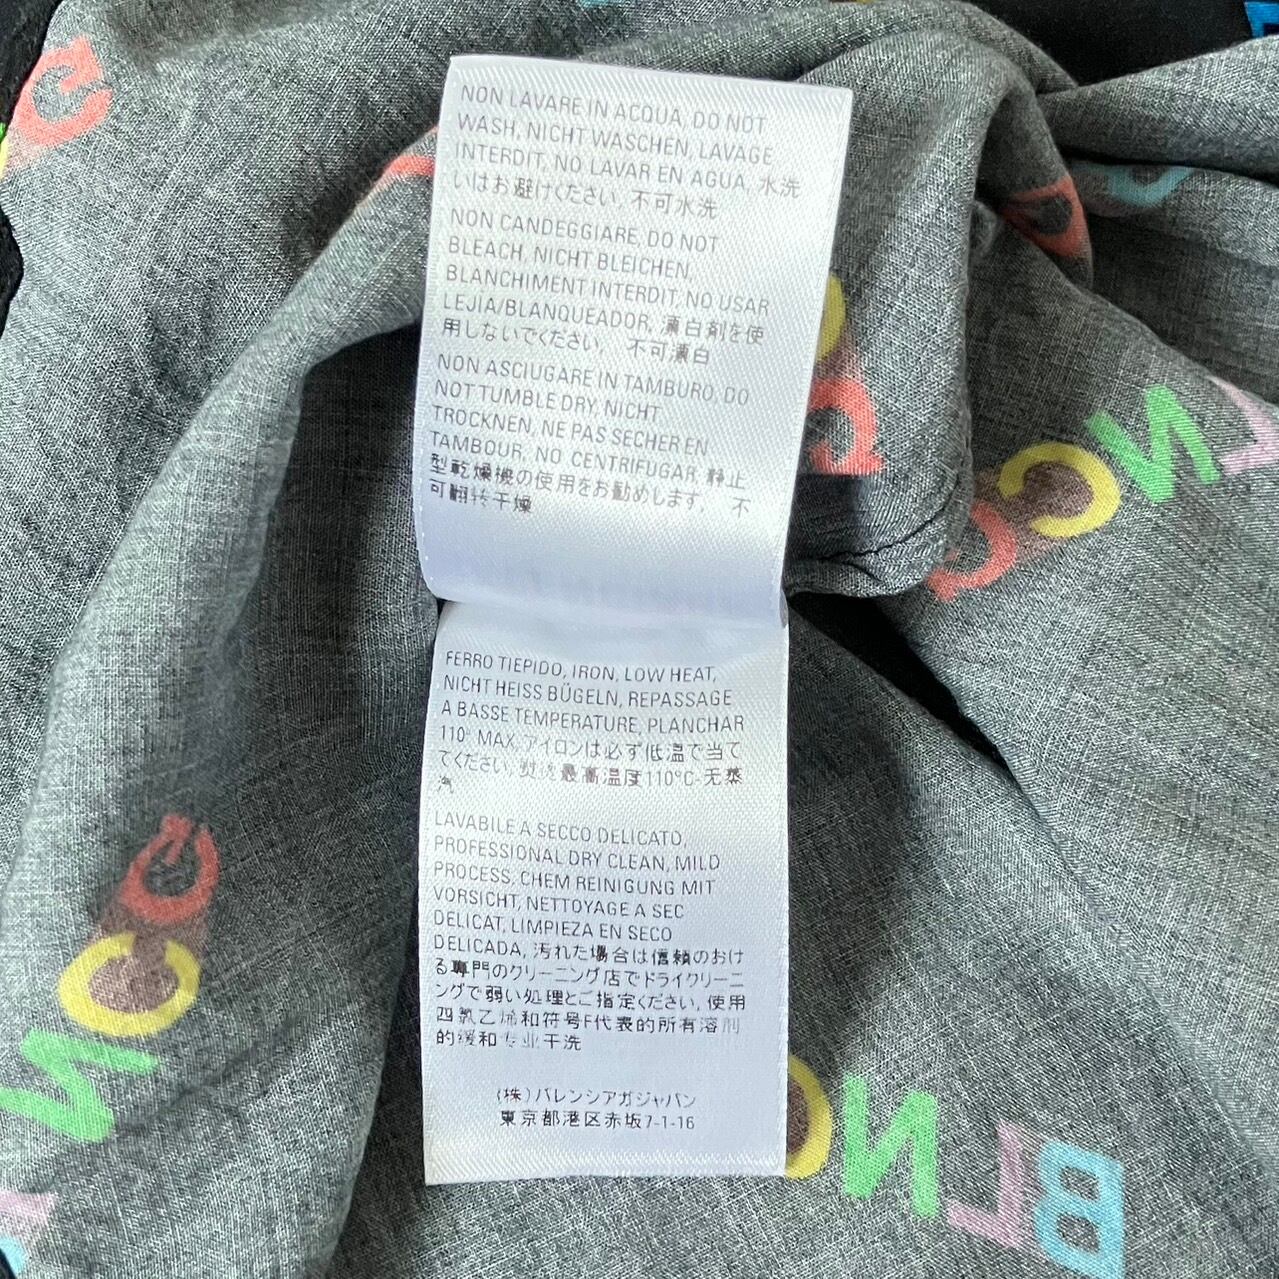 NON LAVARE IN ACQUA, DO NOT
WASH, NICHT WASCHEN, LAVAGE
INTERDIT, NO LAVAR EN AGUA, 水洗
いはお避けください, 不可水洗
NON CANDEGGIARE, DO NOT
BLEACH, NICHT BLEICHEN,
BLANCHIMENT INTERDIT, NO USAR
LEJIA/BLANQUEADOR, 漂白剤を使
用しないでください, 不可漂白
NON ASCIUGARE IN TAMBURO, DO
NOT TUMBLE DRY, NICHT
TROCKNEN, NE PAS SECHER EN
TAMBOUR, NO CENTRIFUGAR, 静止
型乾燥機の使用をお勧めします, 不
可翻转干燥
FERRO TIEPIDO, IRON, LOW HEAT,
NICHT HEISS BÜGELN, REPASSAGE
A BASSE TEMPERATURE, PLANCHAR
110° MAX, アイロンは必ず低温で当て
てください, 最高温度110°C-无蒸
汽
LAVABILE A SECCO DELICATO,
PROFESSIONAL DRY CLEAN, MILD
PROCESS, CHEM REINIGUNG MIT
VORSICHT, NETTOYAGE A SEC
DELICAT, LIMPIEZA EN SECO
DELICADA, 汚れた場合は信頼のおけ
る専門のクリーニング店でドライクリーニ
ングで弱い処理とご指定ください, 使用
四氯乙烯和符号F代表的所有溶剂
的缓和专业干洗
(株)バレンシアガジャパン
東京都港区赤坂7-1-16